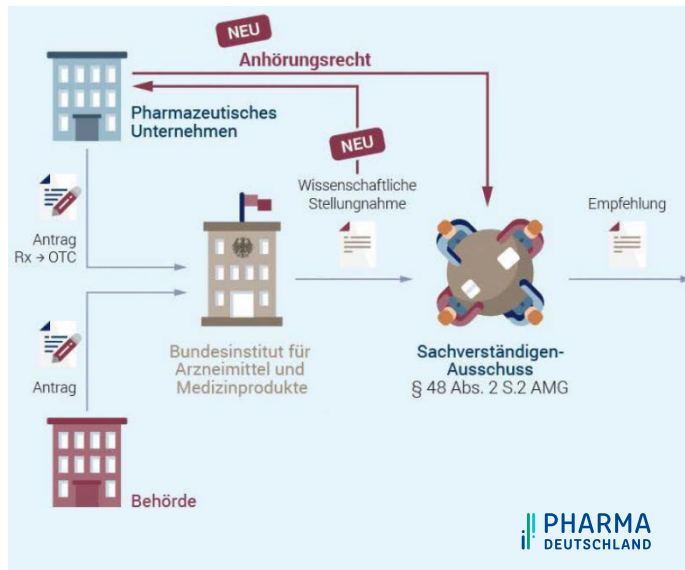 NEU
Anhörungsrecht
Pharmazeutisches
Unternehmen
NEU
Wissenschaftliche
Stellungnahme
Empfehlung
Antrag
Rx → OTC
Bundesinstitut für
Arzneimittel und
Medizinprodukte
Sachverständigen-
Ausschuss
§ 48 Abs. 2 S.2 AMG
Antrag
Behörde
PHARMA
DEUTSCHLAND